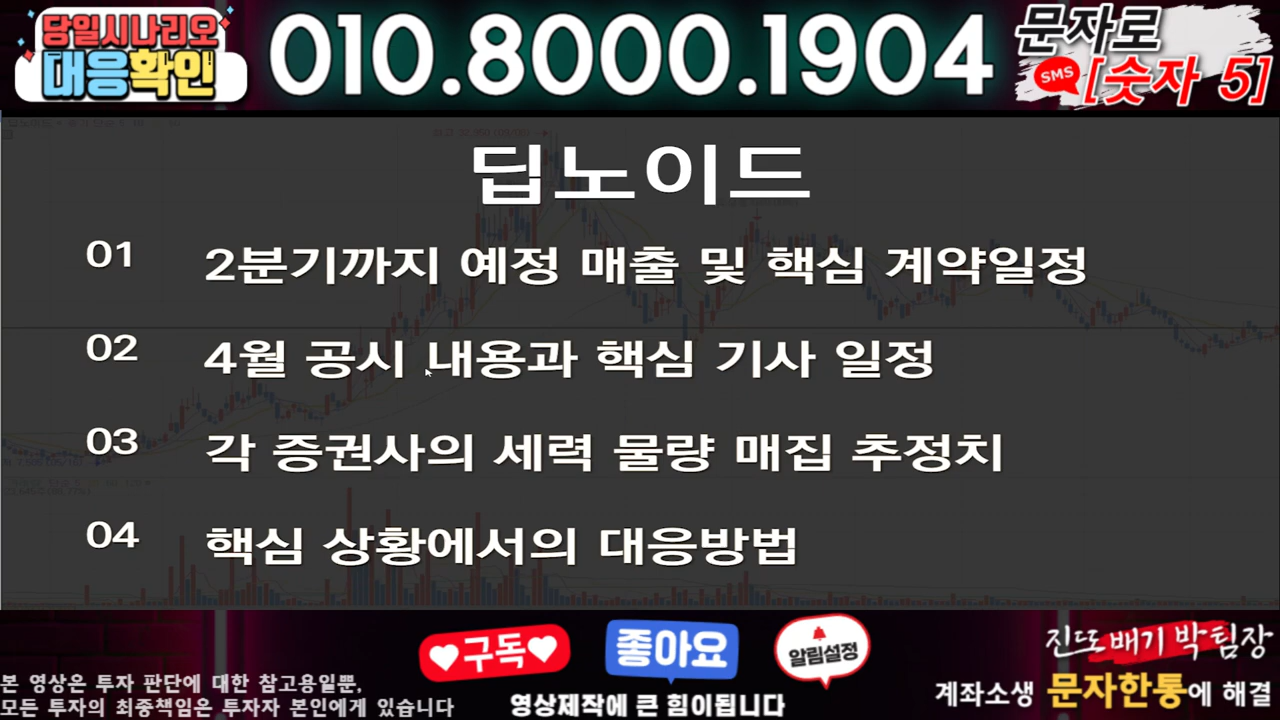 당일시나리오
대응확인
010.8000.1904
문자로
SMS [숫자 5]
딥노이드
01 2분기까지 예정 매출 및 핵심 계약일정
02 4월 공시 내용과 핵심 기사 일정
03 각 증권사의 세력 물량 매집 추정치
04 핵심 상황에서의 대응방법
구독
좋아요
알림설정
영상제작에 큰 힘이됩니다
본 영상은 투자 판단에 대한 참고용일뿐,
모든 투자의 최종책임은 투자자 본인에게 있습니다
진또배기 박팀장
계좌소생 문자한통에 해결